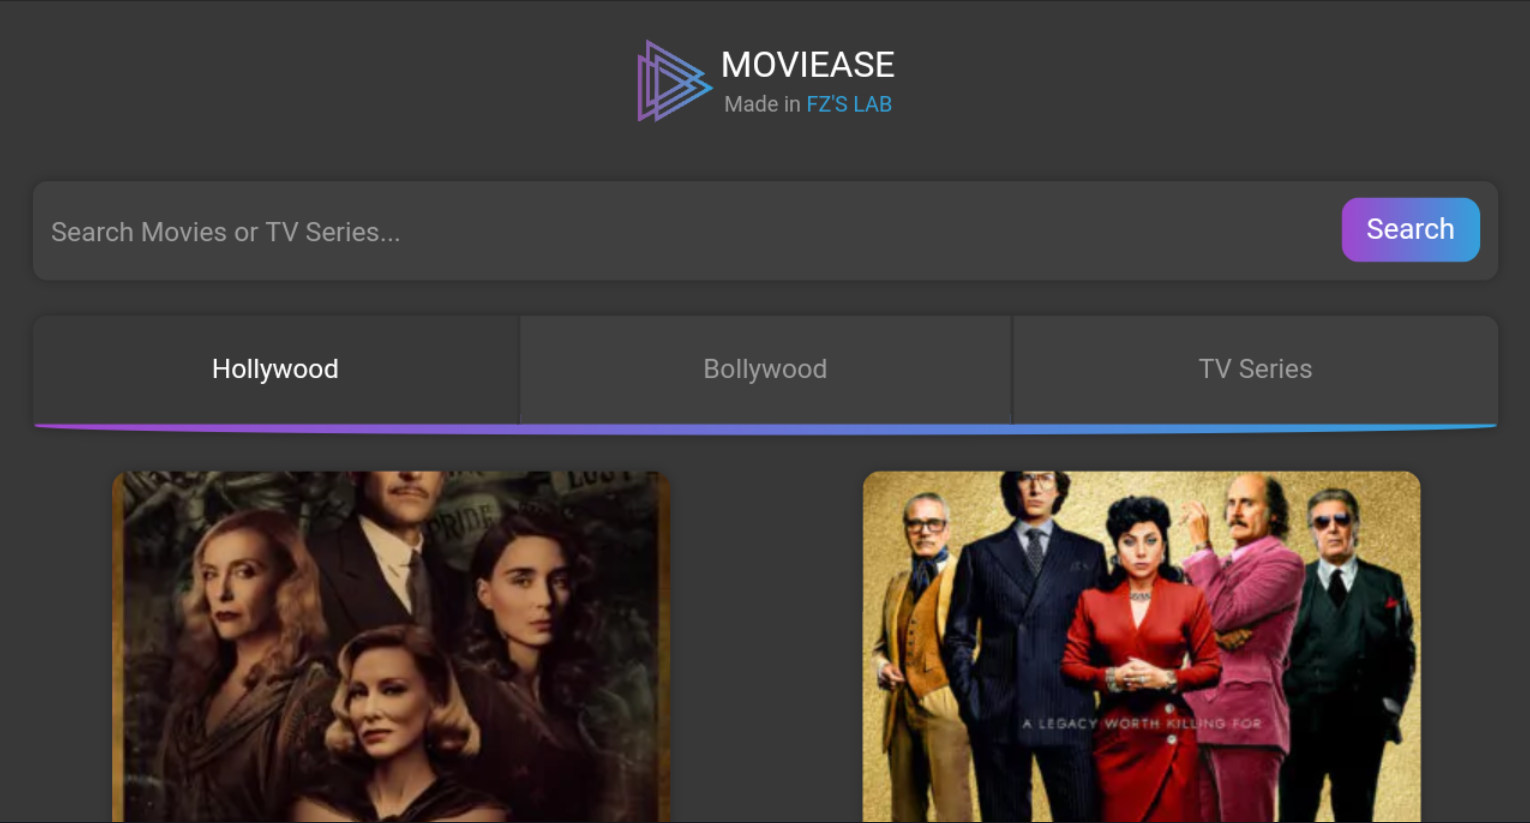 MOVIEASE
Made in FZ'S LAB
Search Movies or TV Series...
Search
Hollywood
Bollywood
TV Series
PRIDE
A LEGACY WORTH KILLING FOR